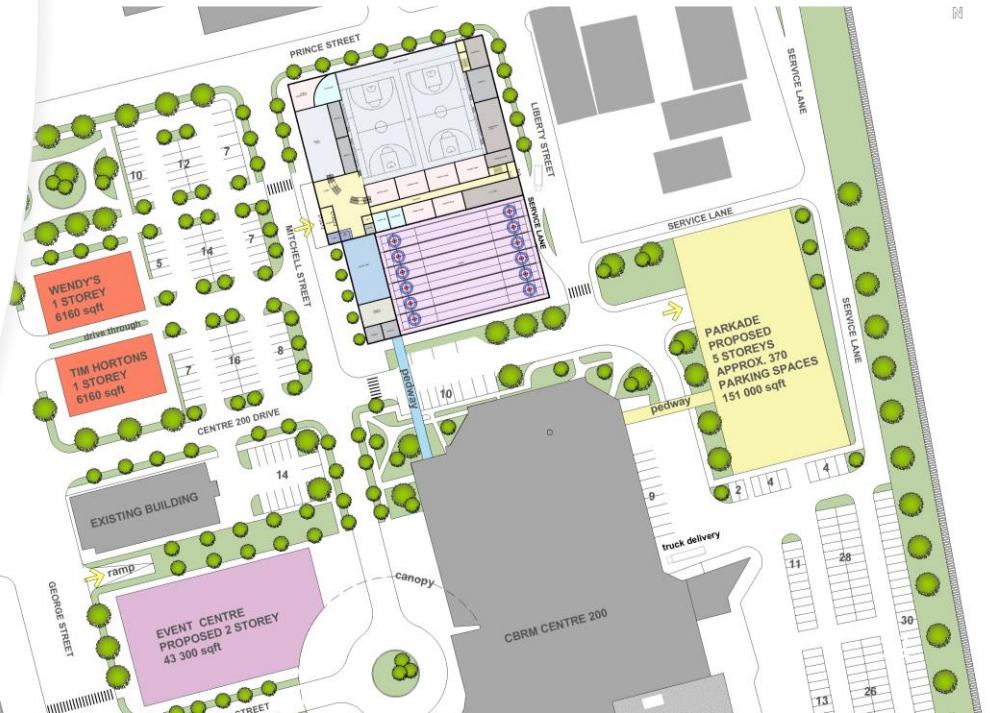 N
PRINCE STREET
SERVICE LANE
LIBERTY STREET
7
12
10
SERVICE LANE
SERVICE LANE
MITCHELL STREET
7
14
5
WENDY'S
1 STOREY
6160 sqft
drive through
TIM HORTONS
1 STOREY
6160 sqft
8
16
7
PARKADE
PROPOSED
5 STOREYS
APPROX. 370
PARKING SPACES
151 000 sqft
SERVICE LANE
pedway
10
pedway
CENTRE 200 DRIVE
14
EXISTING BUILDING
9
2
4
4
truck delivery
11
28
30
ramp
canopy
GEORGE STREET
EVENT CENTRE
PROPOSED 2 STOREY
43 300 sqft
CBRM CENTRE 200
13
26
STREET